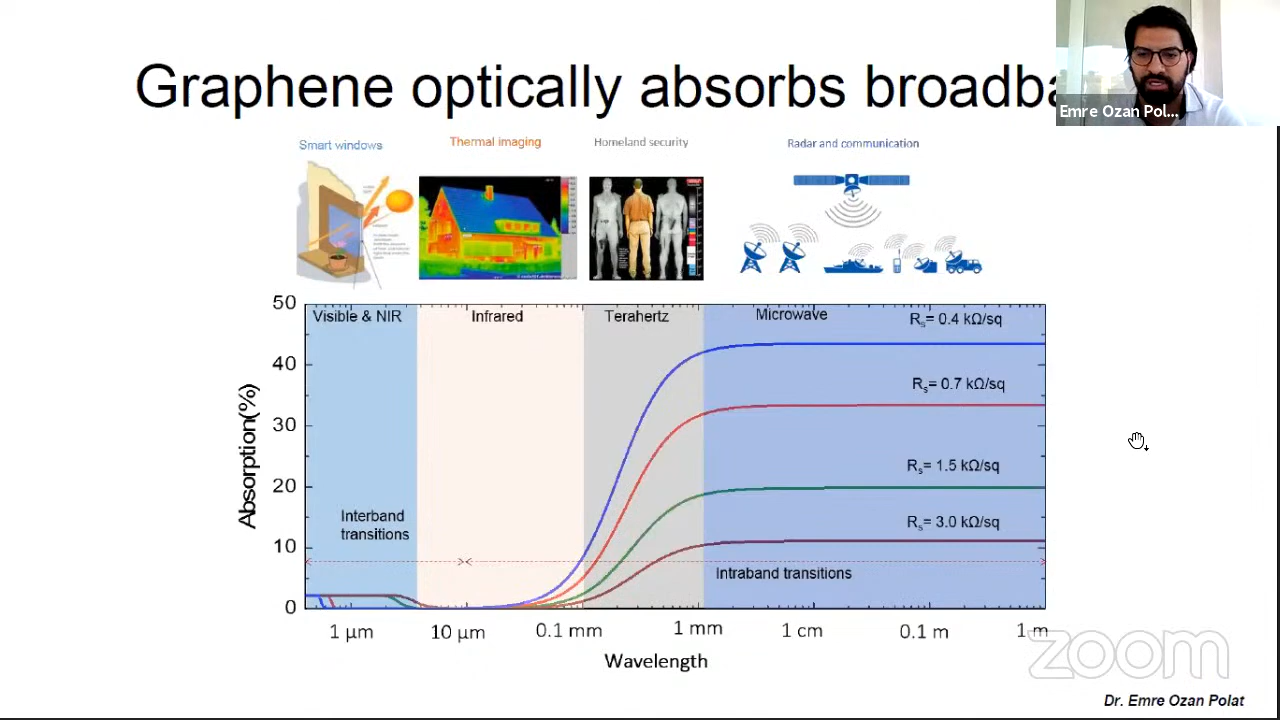 Graphene optically absorbs broadba
Emre Ozan Pol...
Smart windows
Thermal imaging
Homeland security
Radar and communication
50
40
30
20
10
0
Absorption(%)
Visible & NIR
Infrared
Terahertz
Microwave
Rs= 0.4 kΩ/sq
Rs= 0.7 kΩ/sq
Rs= 1.5 kΩ/sq
Rs= 3.0 kΩ/sq
Interband
transitions
Intraband transitions
1 µm
10 µm
0.1 mm
1 mm
1 cm
0.1 m
1 m
Wavelength
zoom
Dr. Emre Ozan Polat